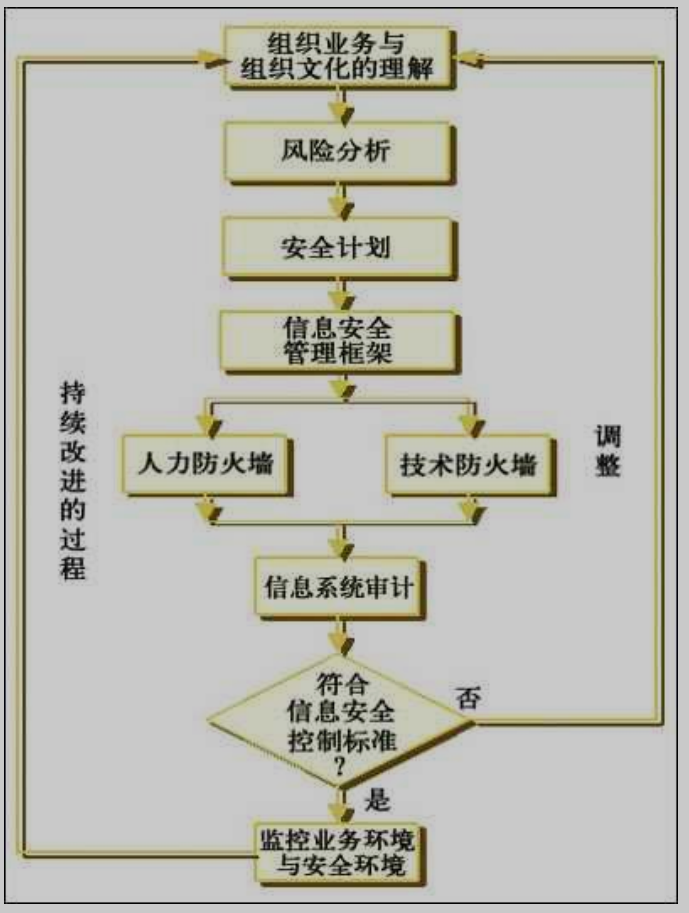 组织业务与
组织文化的理解
风险分析
安全计划
信息安全
管理框架
持续改进的过程
人力防火墙
技术防火墙
调整
信息系统审计
符合
信息安全
控制标准
?
否
是
监控业务环境
与安全环境